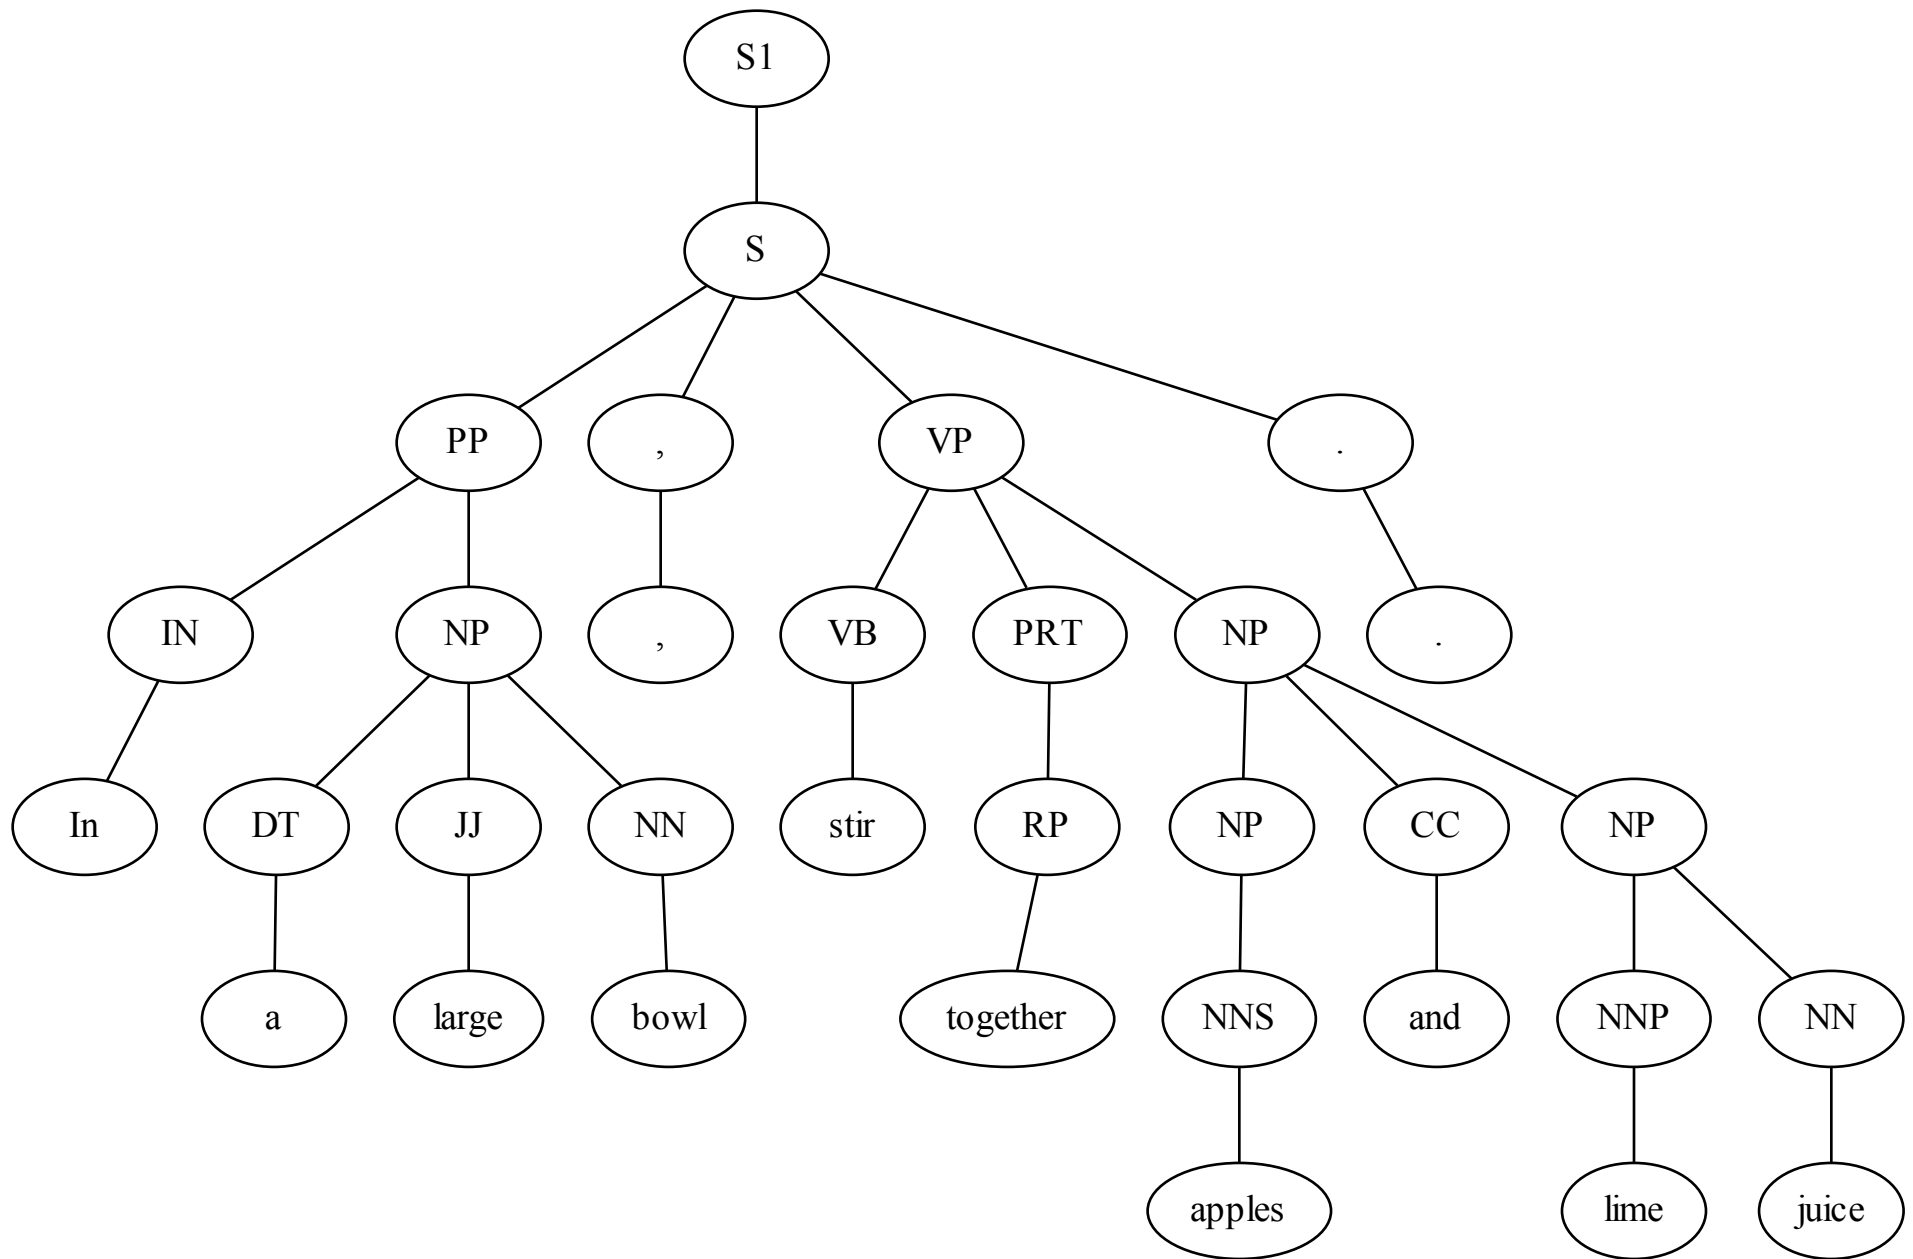 S1
S
PP , VP .
IN NP , VB PRT NP .
In DT JJ NN stir RP NP CC NP
a large bowl together NNS and NNP NN
apples lime juice